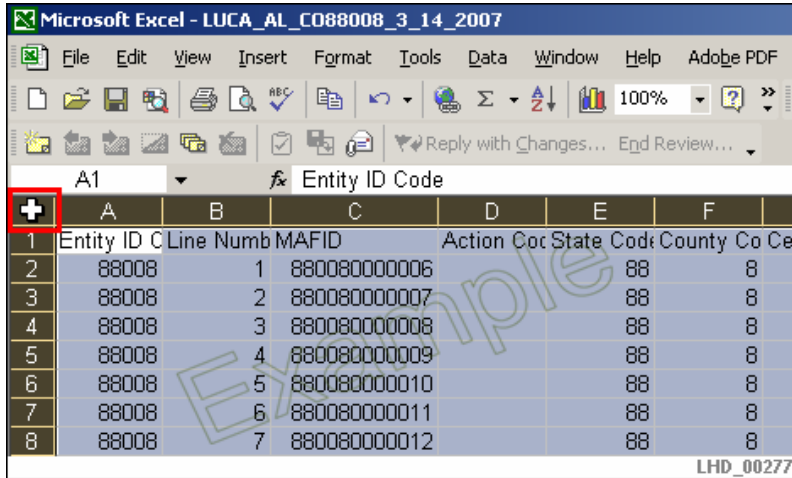 Microsoft Excel - LUCA_AL_CO88008_3_14_2007
File Edit View Insert Format Tools Data Window Help Adobe PDF
ABC Σ A Z 100% ? »
Reply with Changes... End Review...
A1 fx Entity ID Code
A B C D E F
1 Entity ID C Line Numb MAFID Action Coc State Code County Co Ce
2 88008 1 880080000006 88 8
3 88008 2 880080000007 88 8
4 88008 3 880080000008 88 8
5 88008 4 880080000009 88 8
6 88008 5 880080000010 88 8
7 88008 6 880080000011 88 8
8 88008 7 880080000012 88 8
Example
LHD_00277